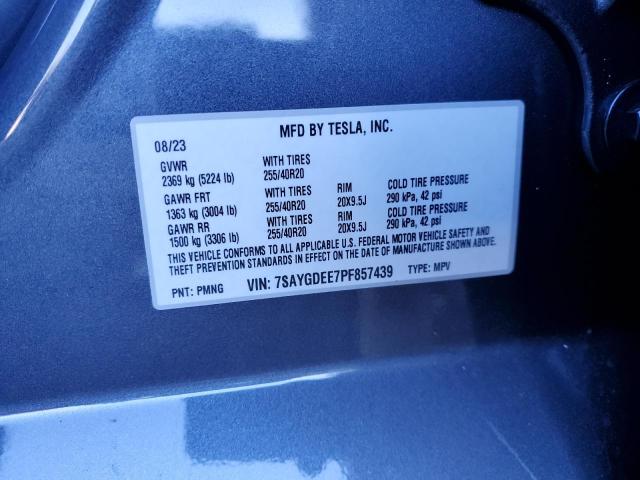 MFD BY TESLA, INC.
08/23
GVWR WITH TIRES
2369 kg (5224 lb) 255/40R20
GAWR FRT WITH TIRES RIM COLD TIRE PRESSURE
1363 kg (3004 lb) 255/40R20 20X9.5J 290 kPa, 42 psi
GAWR RR WITH TIRES RIM COLD TIRE PRESSURE
1500 kg (3306 lb) 255/40R20 20X9.5J 290 kPa, 42 psi
THIS VEHICLE CONFORMS TO ALL APPLICABLE U.S. FEDERAL MOTOR VEHICLE SAFETY AND
THEFT PREVENTION STANDARDS IN EFFECT ON THE DATE OF MANUFACTURE SHOWN ABOVE.
PNT: PMNG VIN: 7SAYGDEE7PF857439 TYPE: MPV